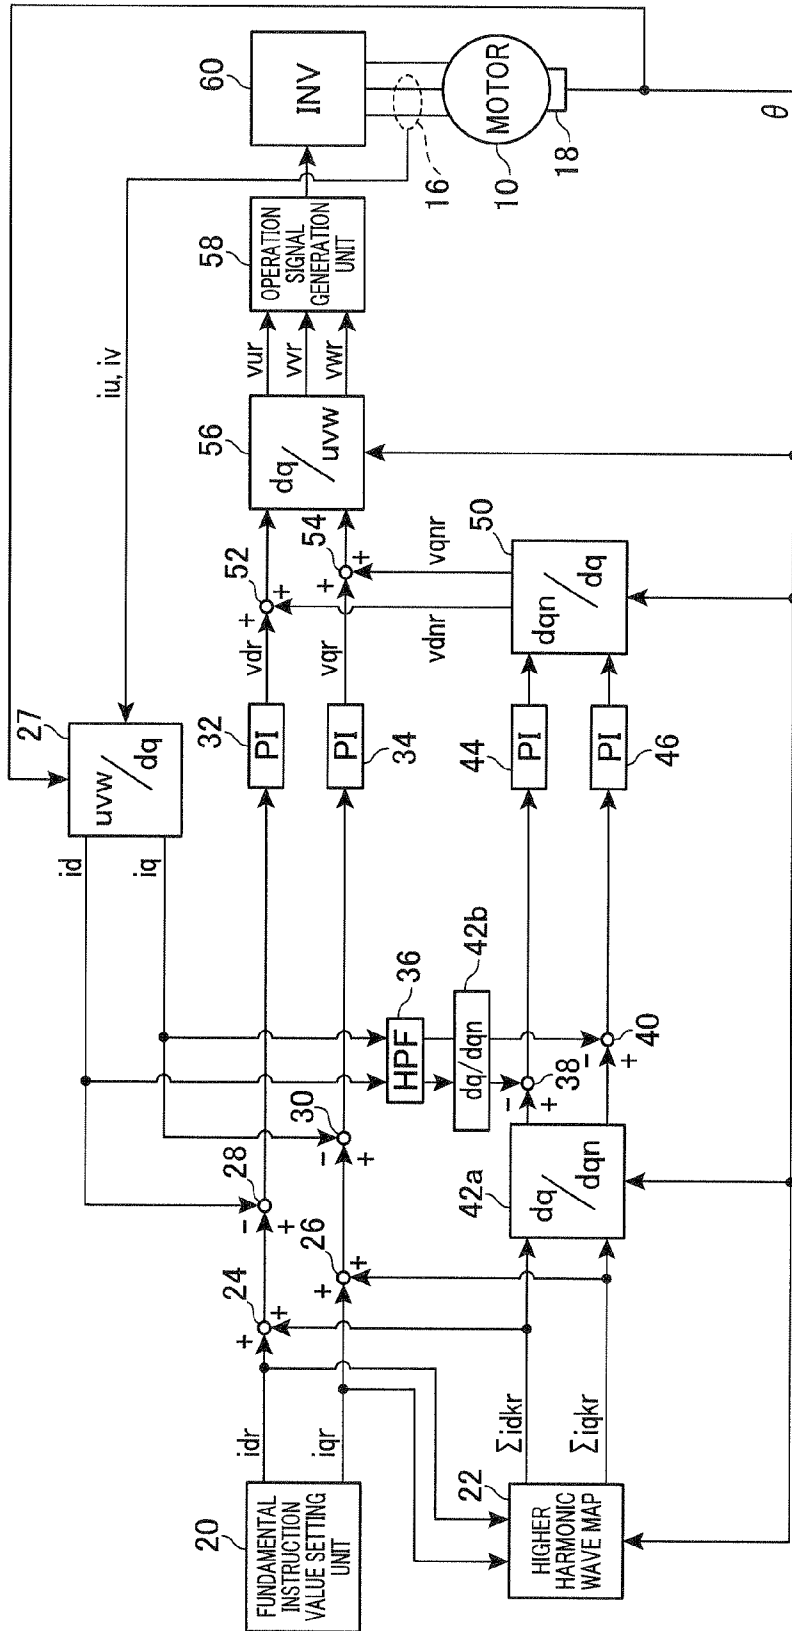 20
FUNDAMENTAL
INSTRUCTION
VALUE SETTING
UNIT
idr
iqr
22
HIGHER
HARMONIC
WAVE MAP
Σidkr
Σiqkr
24
+
+
26
+
+
28
−
+
30
−
+
id
iq
27
uvw/dq
iu, iv
36
HPF
42b
dq/dqn
42a
dq/dqn
−
+
38
−
+
40
32
PI
34
PI
44
PI
46
PI
vdr
vqr
52
+
+
54
+
+
vdnr
vqnr
50
dqn/dq
56
dq/uvw
vur
vvr
vwr
58
OPERATION
SIGNAL
GENERATION
UNIT
60
INV
16
10
MOTOR
18
θ